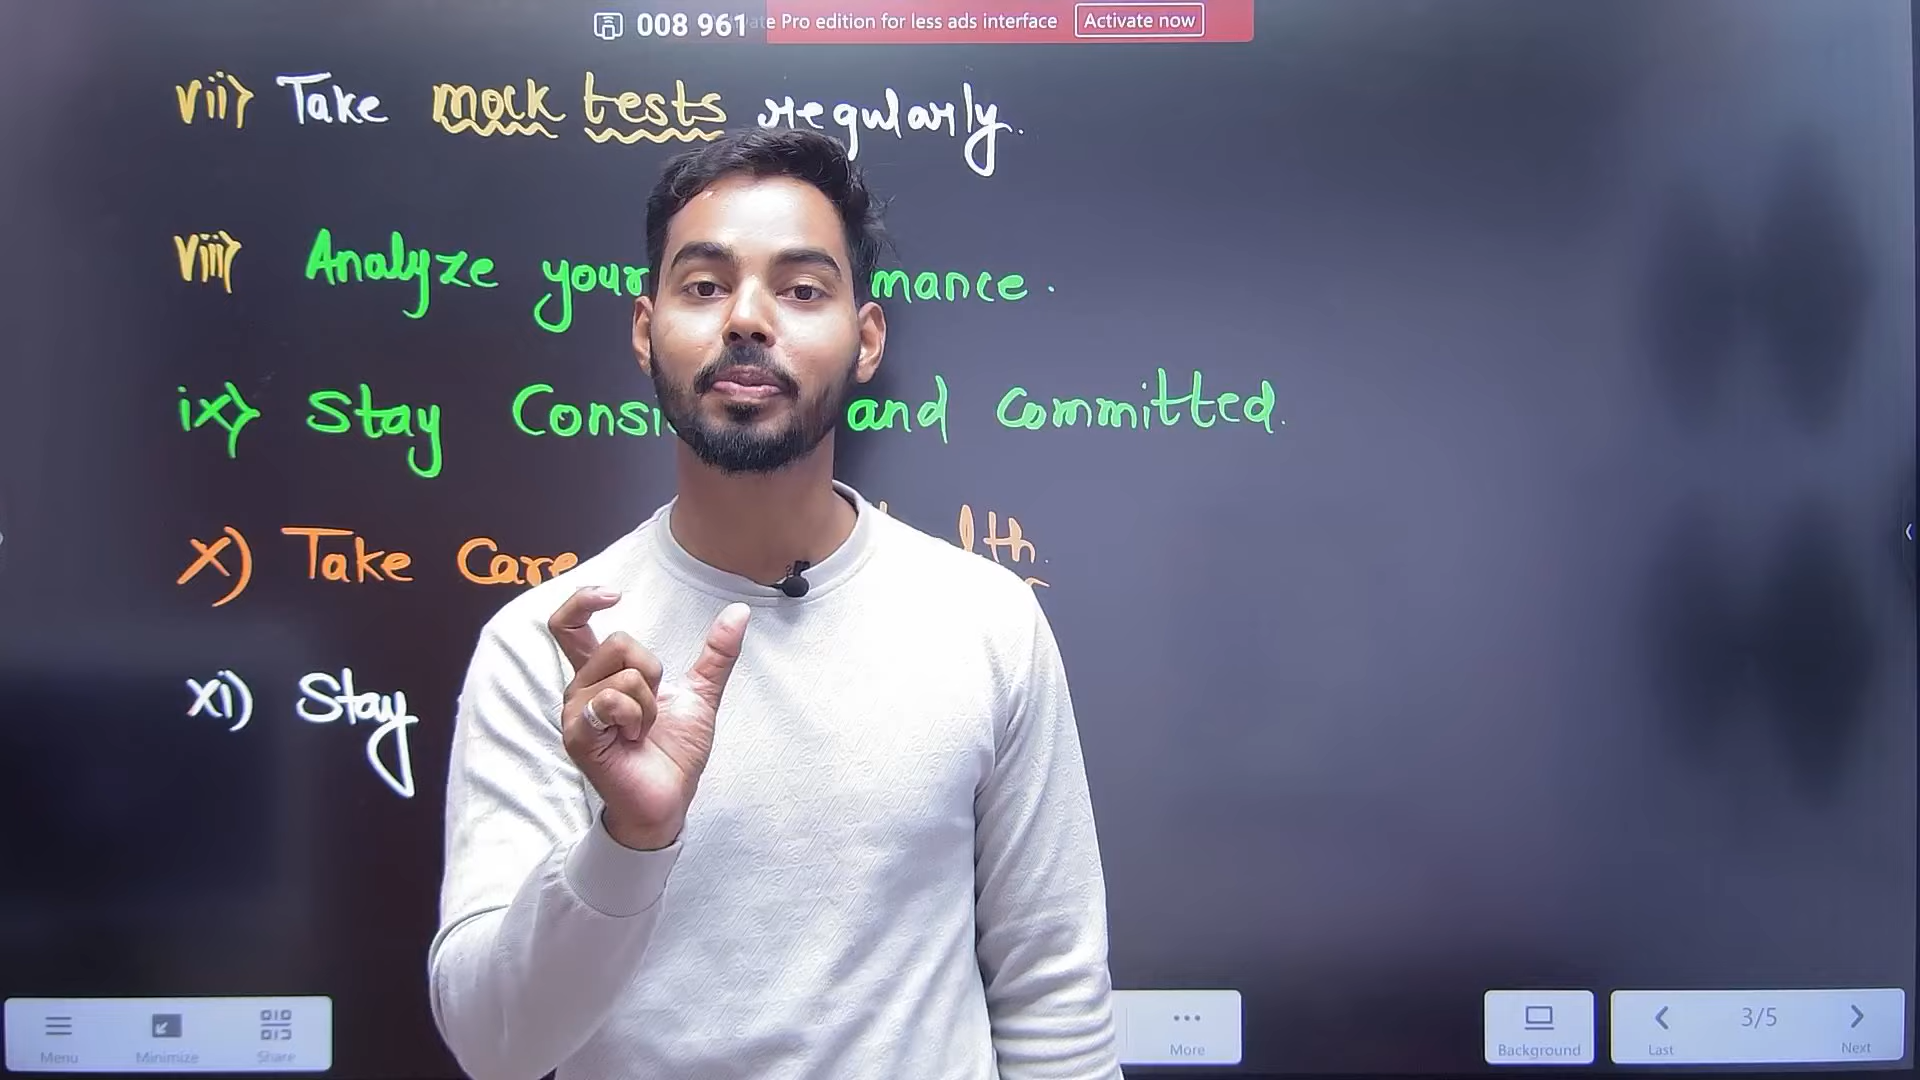 008 961 ate Pro edition for less ads interface Activate now
vii) Take mock tests regularly.
viii) Analyze your mance.
ix) Stay Consi and committed.
x) Take Care lth.
xi) Stay
Menu Minimize Share More Background Last 3/5 Next